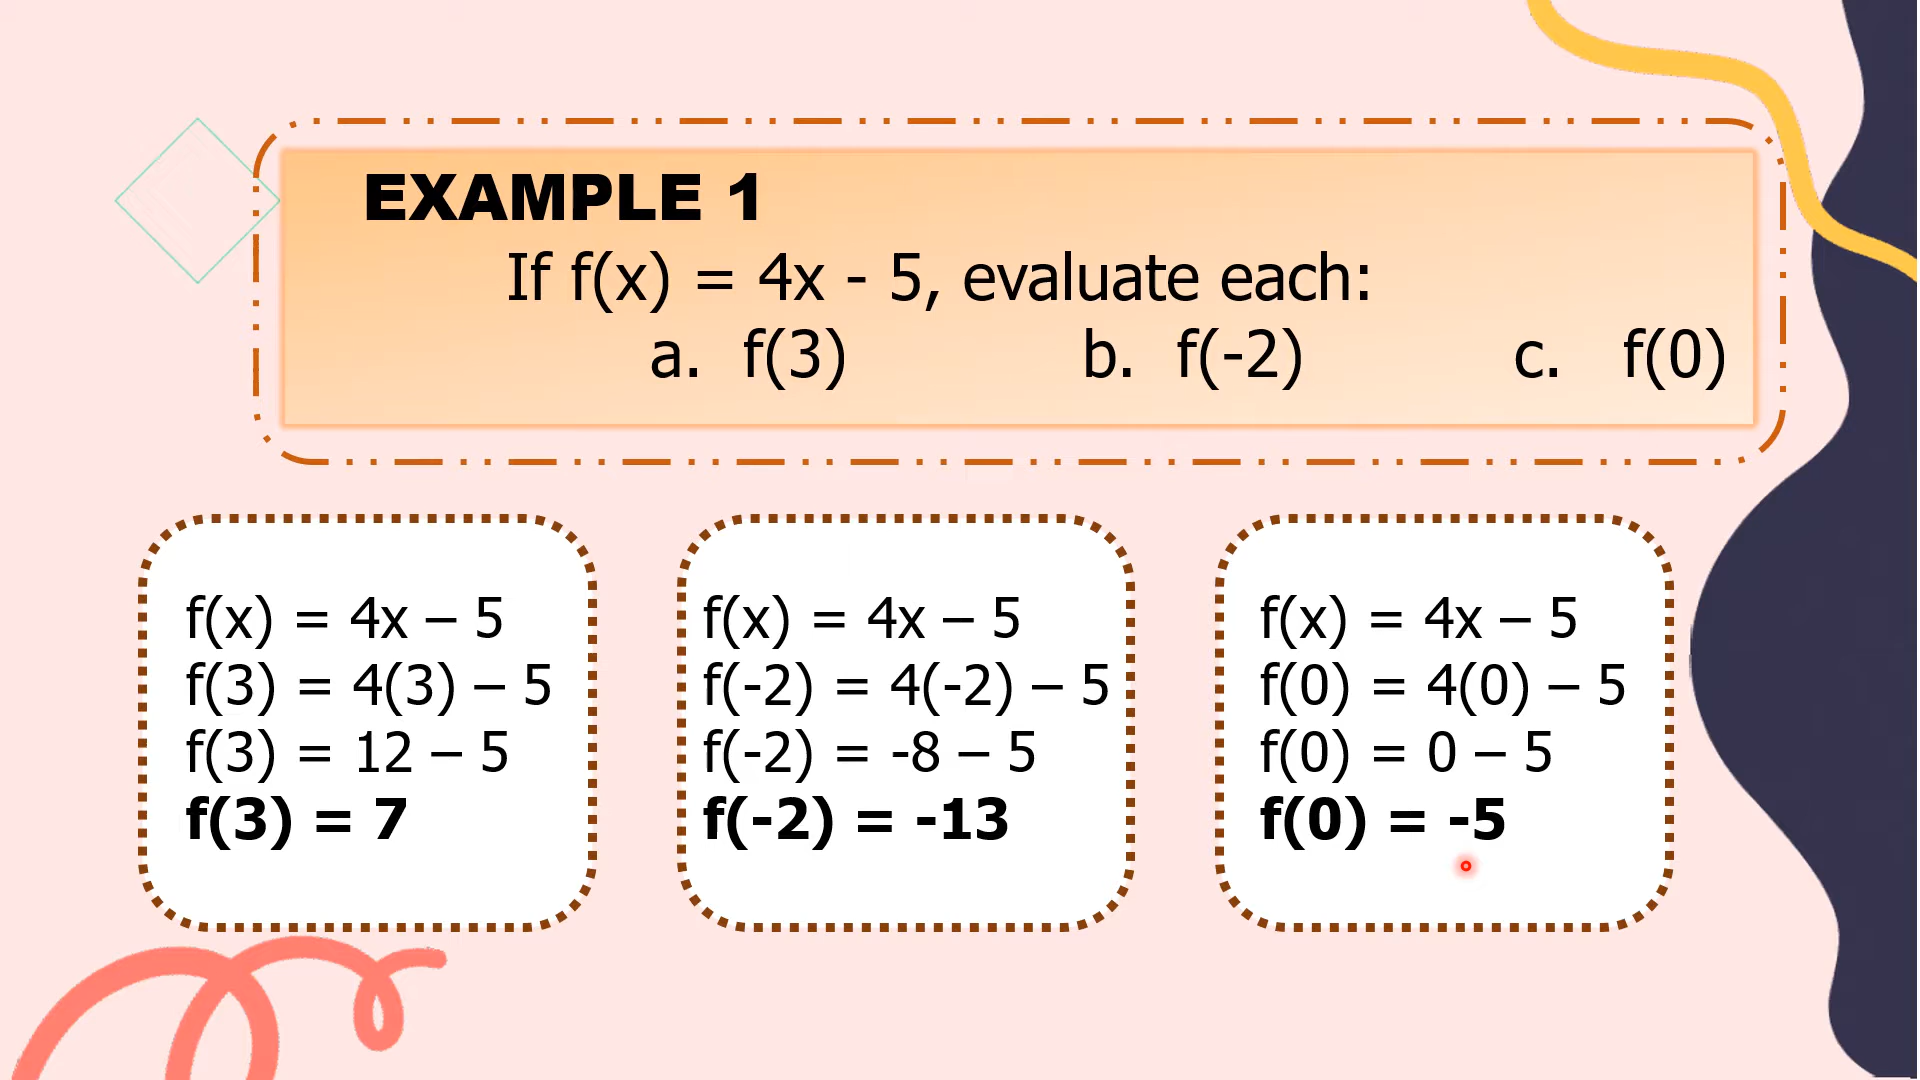 EXAMPLE 1
If f(x) = 4x - 5, evaluate each:
a. f(3) b. f(-2) c. f(0)
f(x) = 4x – 5
f(3) = 4(3) – 5
f(3) = 12 – 5
f(3) = 7
f(x) = 4x – 5
f(-2) = 4(-2) – 5
f(-2) = -8 – 5
f(-2) = -13
f(x) = 4x – 5
f(0) = 4(0) – 5
f(0) = 0 – 5
f(0) = -5